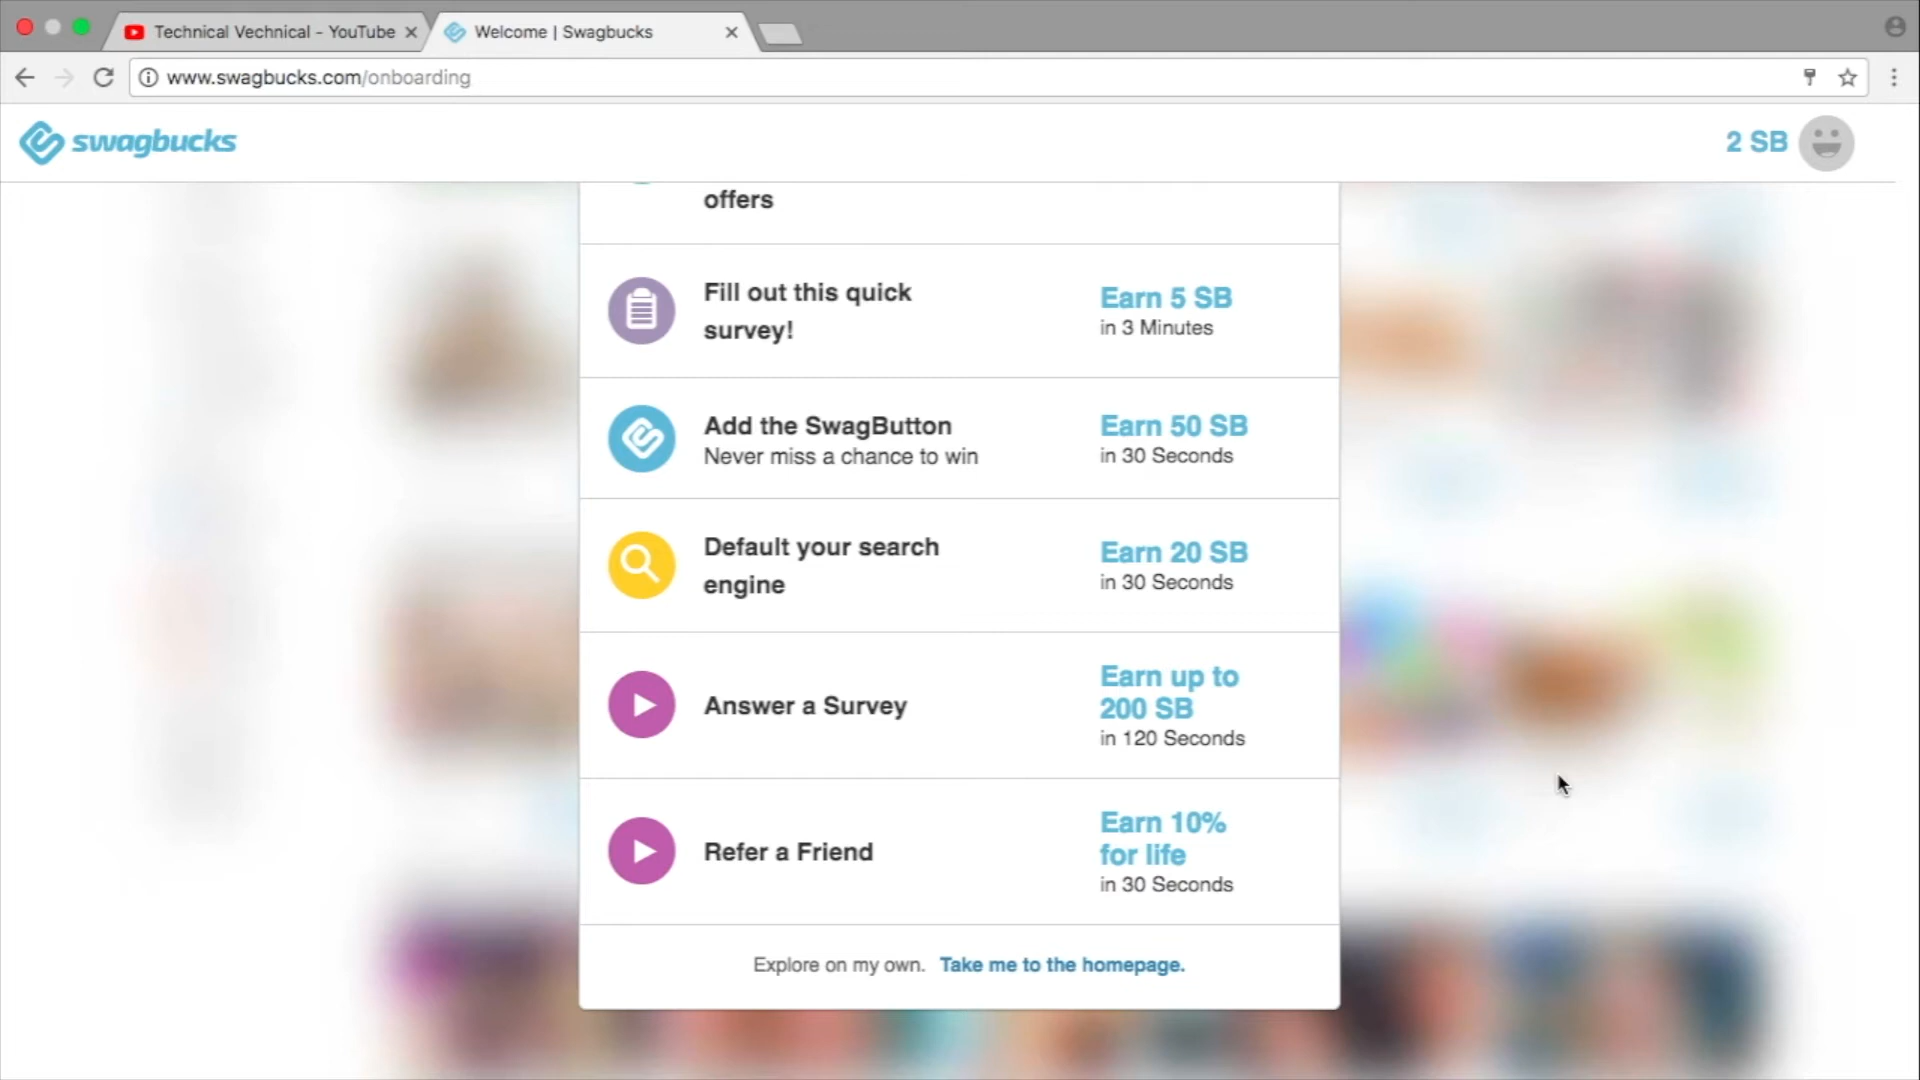 Technical Vechnical - YouTube
Welcome | Swagbucks
www.swagbucks.com/onboarding
swagbucks
2 SB
offers
Fill out this quick
survey!
Earn 5 SB
in 3 Minutes
Add the SwagButton
Never miss a chance to win
Earn 50 SB
in 30 Seconds
Default your search
engine
Earn 20 SB
in 30 Seconds
Answer a Survey
Earn up to
200 SB
in 120 Seconds
Refer a Friend
Earn 10%
for life
in 30 Seconds
Explore on my own. Take me to the homepage.